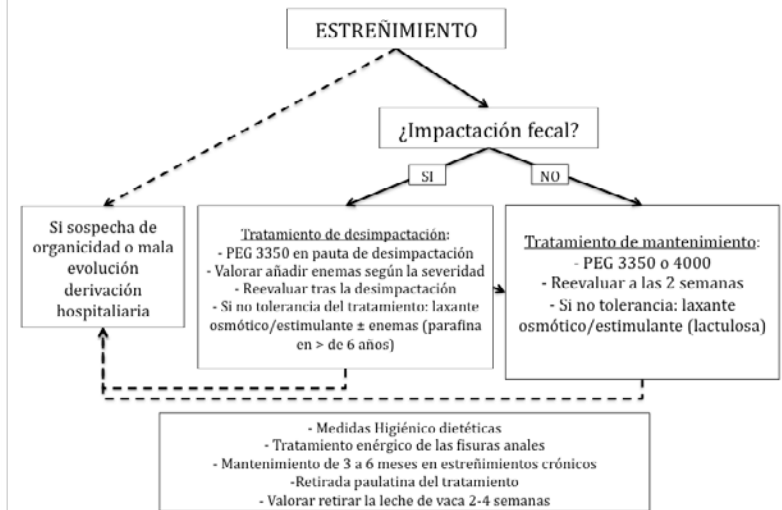 ESTREÑIMIENTO
¿Impactación fecal?
SI
NO
Si sospecha de
organicidad o mala
evolución
derivación
hospitaliaria
Tratamiento de desimpactación:
- PEG 3350 en pauta de desimpactación
- Valorar añadir enemas según la severidad
- Reevaluar tras la desimpactación
- Si no tolerancia del tratamiento: laxante
osmótico/estimulante ± enemas (parafina
en > de 6 años)
Tratamiento de mantenimiento:
- PEG 3350 o 4000
- Reevaluar a las 2 semanas
- Si no tolerancia: laxante
osmótico/estimulante (lactulosa)
- Medidas Higiénico dietéticas
- Tratamiento enérgico de las fisuras anales
- Mantenimiento de 3 a 6 meses en estreñimientos crónicos
-Retirada paulatina del tratamiento
- Valorar retirar la leche de vaca 2-4 semanas